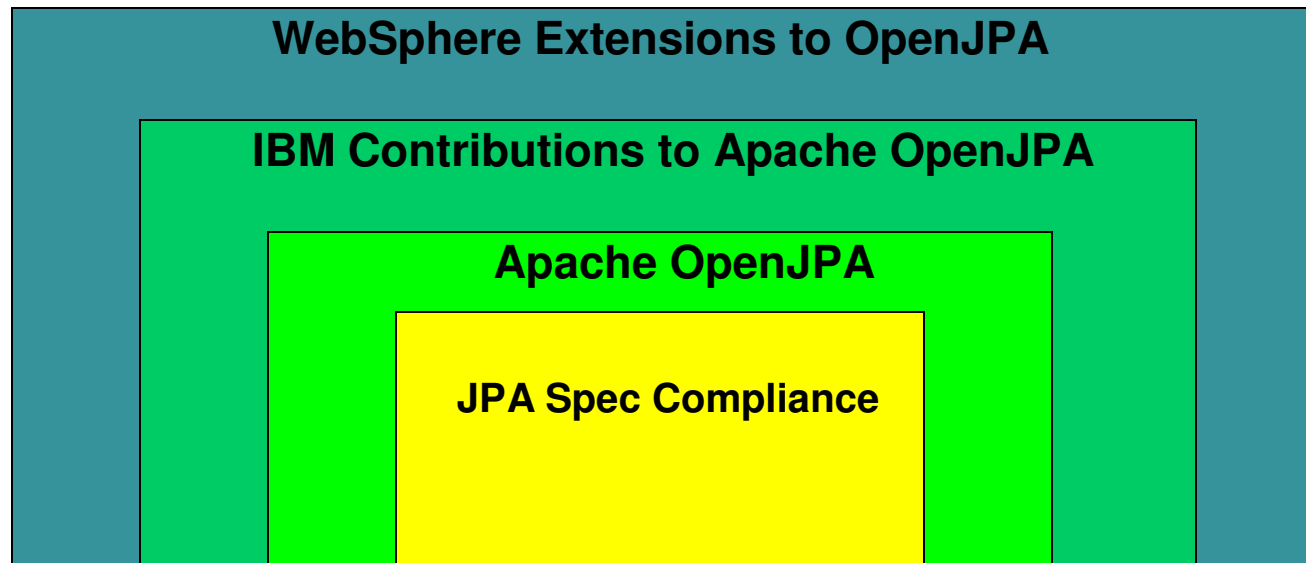 WebSphere Extensions to OpenJPA
IBM Contributions to Apache OpenJPA
Apache OpenJPA
JPA Spec Compliance